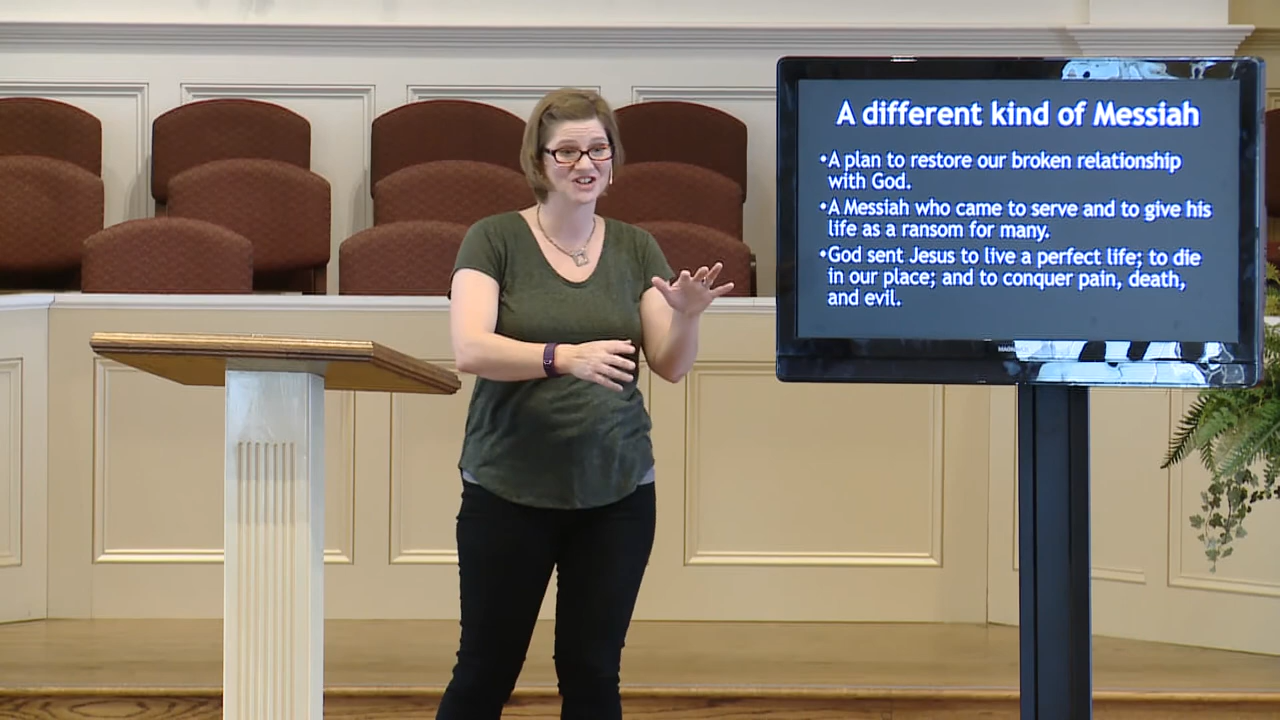 A different kind of Messiah
•A plan to restore our broken relationship
with God.
•A Messiah who came to serve and to give his
life as a ransom for many.
•God sent Jesus to live a perfect life; to die
in our place; and to conquer pain, death,
and evil.